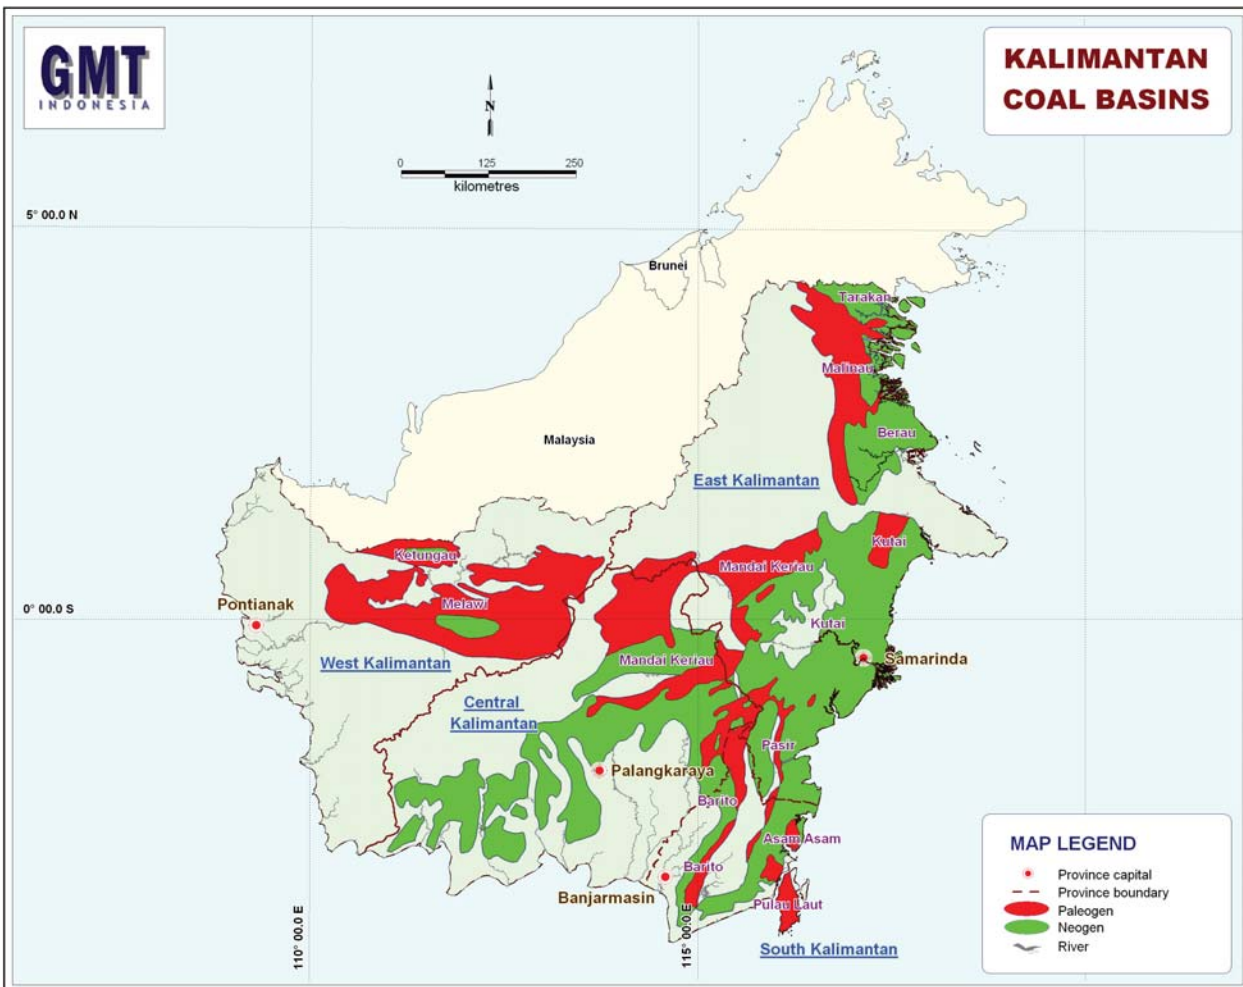 GMT
INDONESIA
KALIMANTAN
COAL BASINS
N
0 125 250
kilometres
5° 00.0 N
Brunei
Tarakan
Malinau
Malaysia
Berau
East Kalimantan
Ketungau
Kutai
Mandai Keriau
0° 00.0 S
Pontianak
Melawi
Kutai
West Kalimantan
Mandai Keriau
Samarinda
Central
Kalimantan
Pasir
Palangkaraya
Barito
Asam Asam
Barito
Banjarmasin
Pulau Laut
110° 00.0 E
115° 00.0 E
South Kalimantan
MAP LEGEND
Province capital
Province boundary
Paleogen
Neogen
River